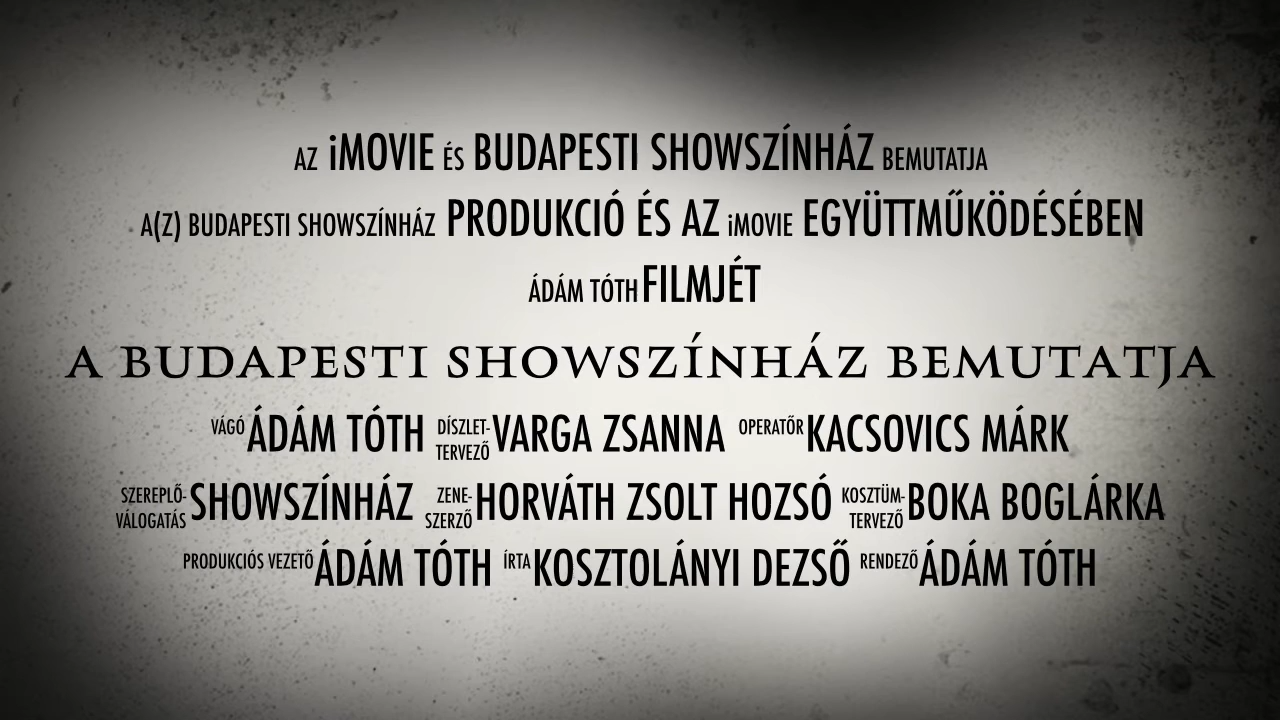 AZ iMOVIE ÉS BUDAPESTI SHOWSZÍNHÁZ BEMUTATJA
A(Z) BUDAPESTI SHOWSZÍNHÁZ PRODUKCIÓ ÉS AZ iMOVIE EGYÜTTMŰKÖDÉSÉBEN
ÁDÁM TÓTH FILMJÉT
A BUDAPESTI SHOWSZÍNHÁZ BEMUTATJA
VÁGÓ ÁDÁM TÓTH DÍSZLET-TERVEZŐ VARGA ZSANNA OPERATŐR KACSOVICS MÁRK
SZEREPLŐ-VÁLOGATÁS SHOWSZÍNHÁZ ZENE-SZERZŐ HORVÁTH ZSOLT HOZSÓ KOSZTÜM-TERVEZŐ BOKA BOGLÁRKA
PRODUKCIÓS VEZETŐ ÁDÁM TÓTH ÍRTA KOSZTOLÁNYI DEZSŐ RENDEZŐ ÁDÁM TÓTH